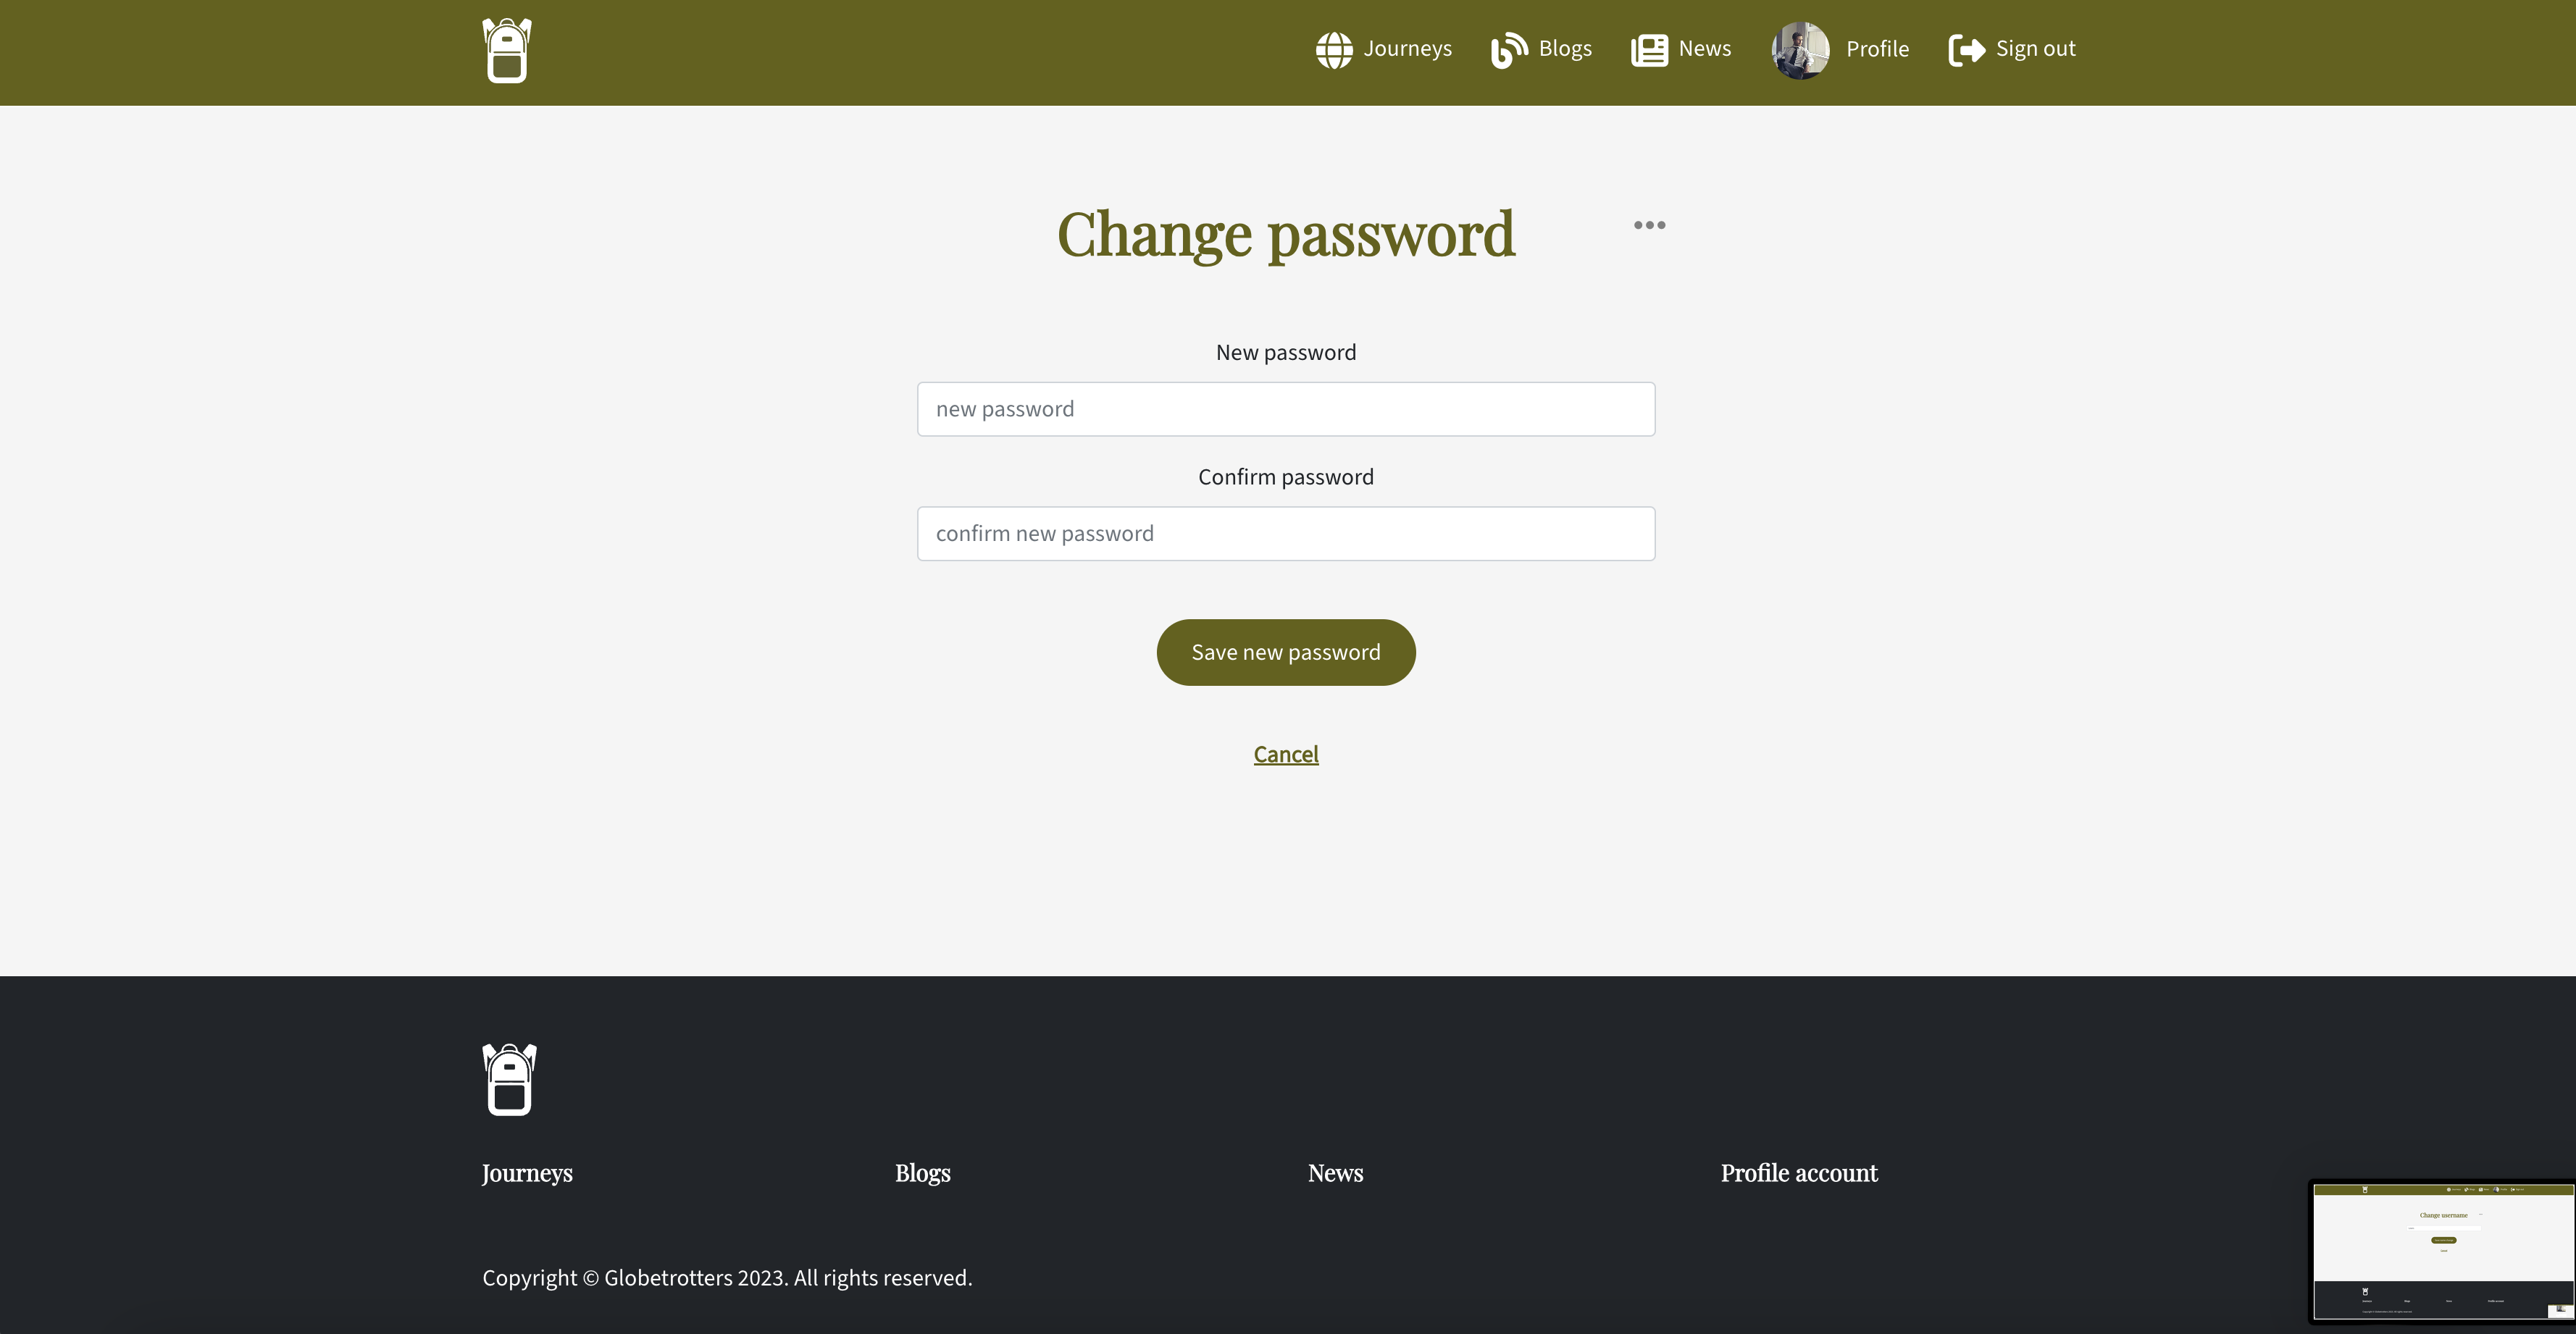 Journeys Blogs News Profile Sign out
Change password
New password
new password
Confirm password
confirm new password
Save new password
Cancel
Journeys Blogs News Profile account
Copyright © Globetrotters 2023. All rights reserved.
Change username